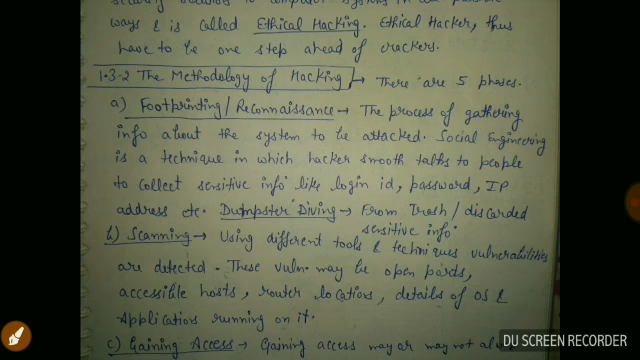 ways & is called Ethical Hacking. Ethical Hacker, thus
have to be one step ahead of crackers.
1.3.2 The Methodology of Hacking → There are 5 phases.
a) Footprinting/Reconnaissance → The process of gathering
info about the system to be attacked. Social Engineering
is a technique in which hacker smooth talks to people
to collect sensitive info like login id, password, IP
address etc. Dumpster Diving → From Trash/discarded
sensitive info.
b) Scanning → Using different tools & techniques vulnerabilities
are detected. These vuln. may be open ports,
accessible hosts, router locations, details of OS &
Applications running on it.
c) Gaining Access → Gaining access may or may not
DU SCREEN RECORDER